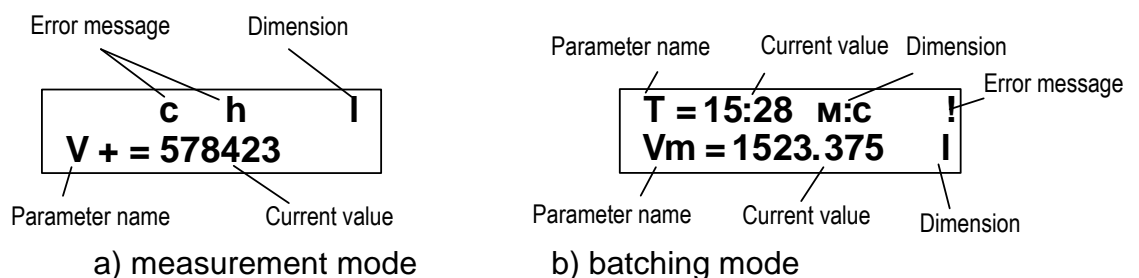 Error message
Dimension
c h l
V + = 578423
Parameter name
Current value
a) measurement mode
Parameter name
Current value
Dimension
Error message
T = 15:28 м:с !
Vm = 1523.375 l
Parameter name
Current value
Dimension
b) batching mode